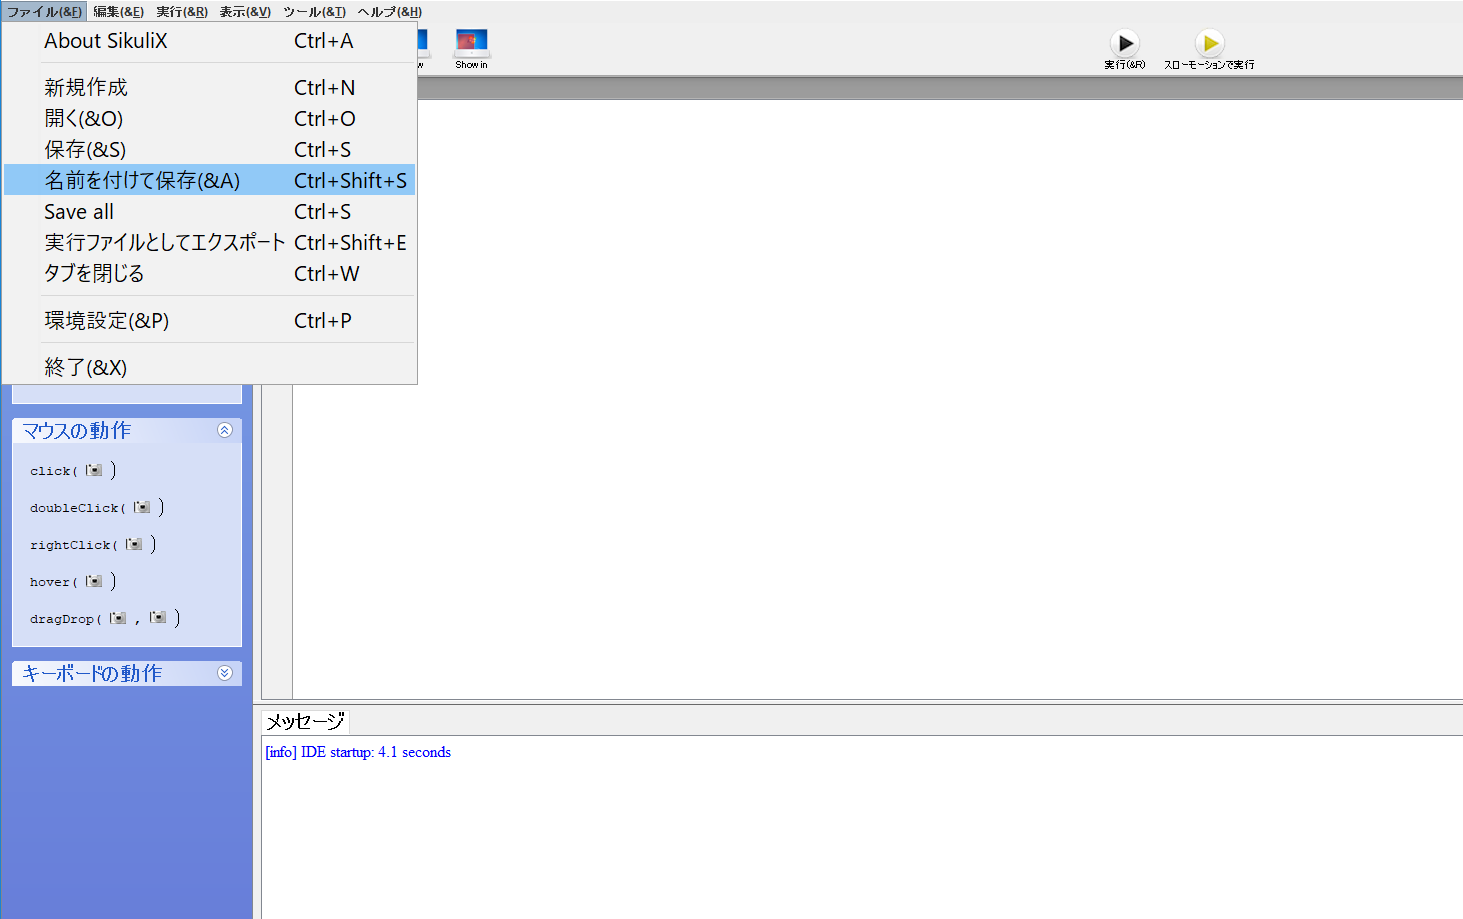 ファイル(&F) 編集(&E) 実行(&R) 表示(&V) ツール(&T) ヘルプ(&H)
About SikuliX Ctrl+A
新規作成 Ctrl+N
開く(&O) Ctrl+O
保存(&S) Ctrl+S
名前を付けて保存(&A) Ctrl+Shift+S
Save all Ctrl+S
実行ファイルとしてエクスポート Ctrl+Shift+E
タブを閉じる Ctrl+W
環境設定(&P) Ctrl+P
終了(&X)
Show in
実行(&R)
スローモーションで実行
マウスの動作
click( )
doubleClick( )
rightClick( )
hover( )
dragDrop( , )
キーボードの動作
メッセージ
[info] IDE startup: 4.1 seconds